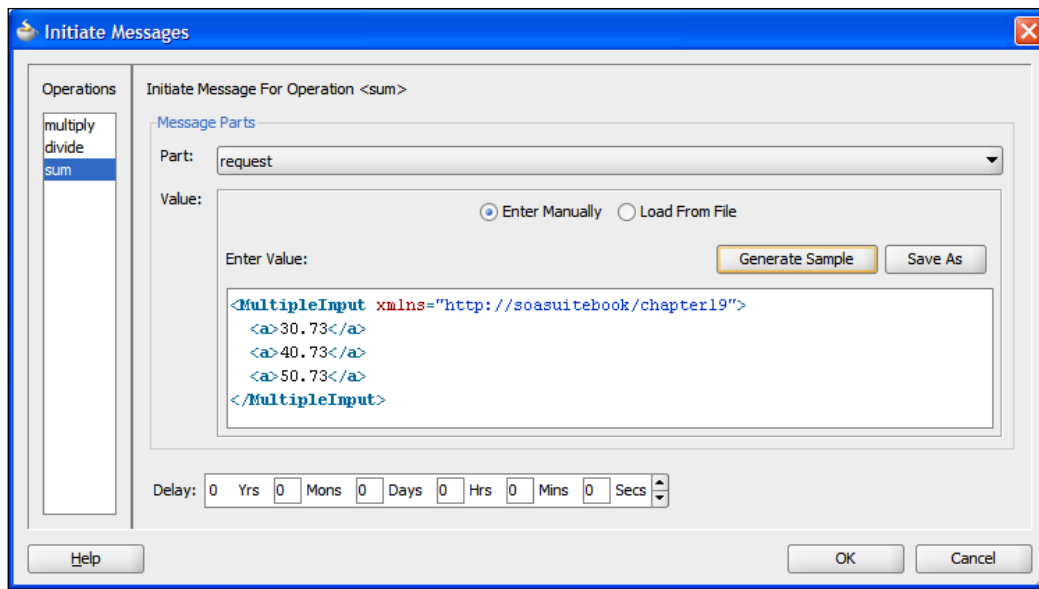 Initiate Messages
Operations
multiply
divide
sum
Initiate Message For Operation <sum>
Message Parts
Part: request
Value:
Enter Manually Load From File
Enter Value: Generate Sample Save As
<MultipleInput xmlns="http://soasuitebook/chapter19">
<a>30.73</a>
<a>40.73</a>
<a>50.73</a>
</MultipleInput>
Delay: 0 Yrs 0 Mons 0 Days 0 Hrs 0 Mins 0 Secs
Help OK Cancel